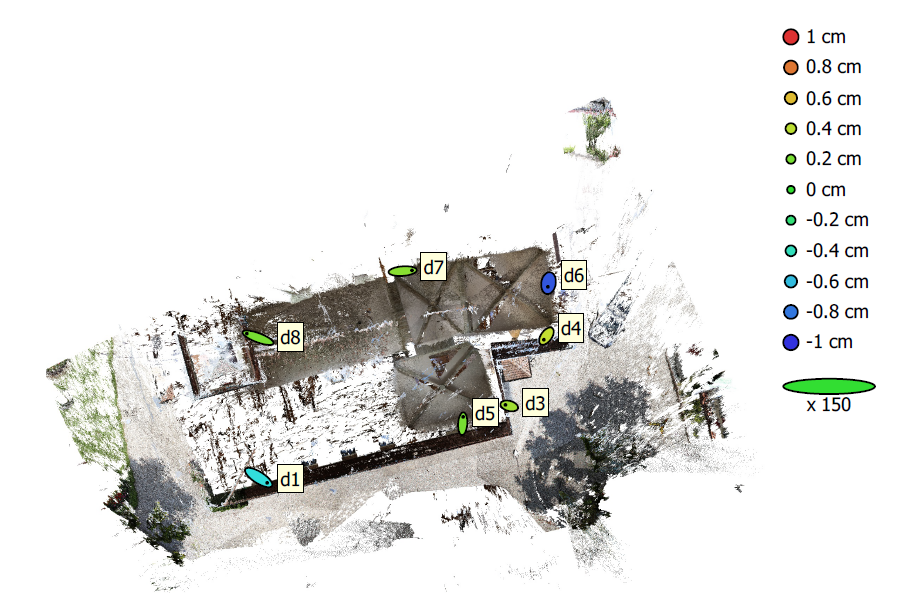 1 cm
0.8 cm
0.6 cm
0.4 cm
0.2 cm
0 cm
-0.2 cm
-0.4 cm
-0.6 cm
-0.8 cm
-1 cm
x 150
d7
d6
d4
d8
d3
d5
d1